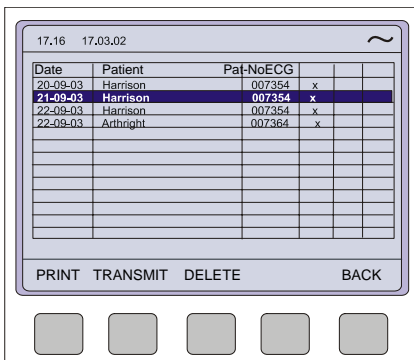 17.16 17.03.02
Date Patient Pat-NoECG
20-09-03 Harrison 007354 x
21-09-03 Harrison 007354 x
22-09-03 Harrison 007354
22-09-03 Arthright 007364 x
PRINT TRANSMIT DELETE BACK